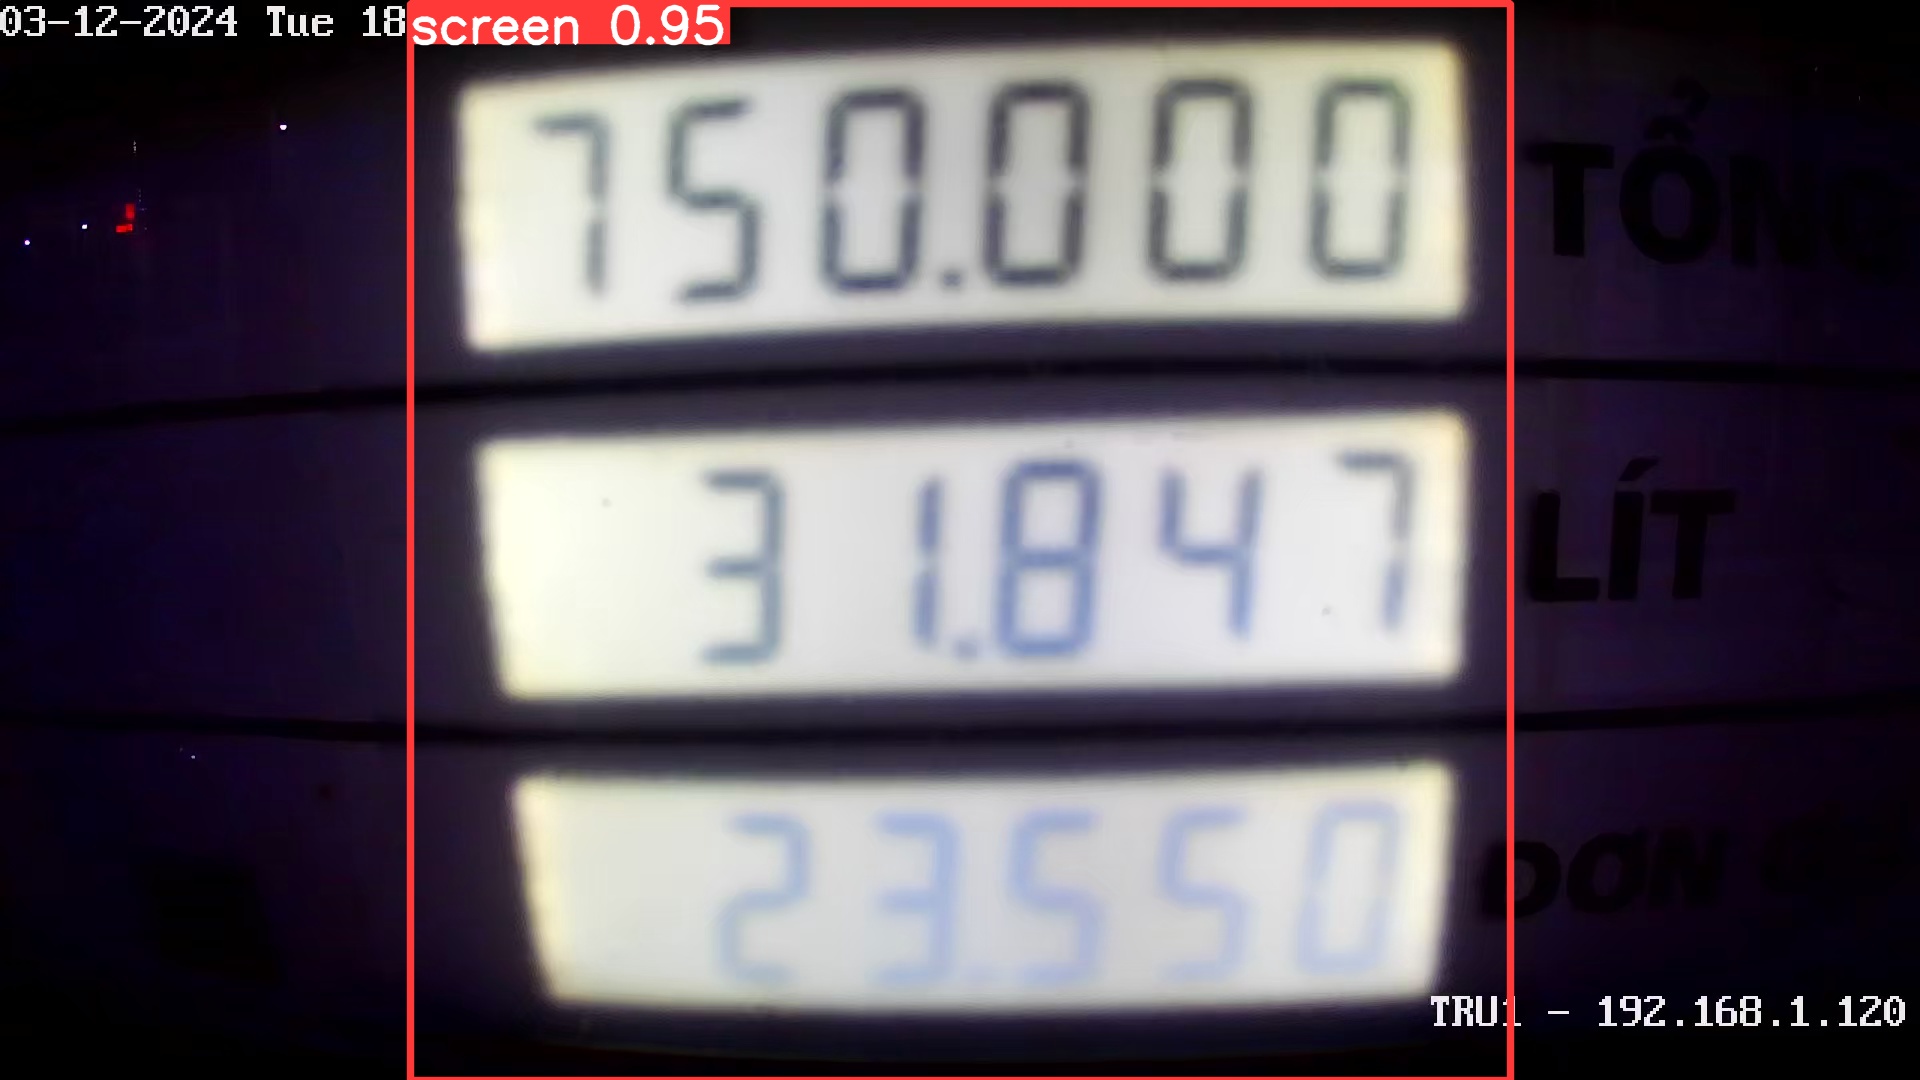 03-12-2024 Tue 18
screen 0.95
750.000
TỔNG
31.847
LÍT
23.550
ĐƠN
TRU1 - 192.168.1.120